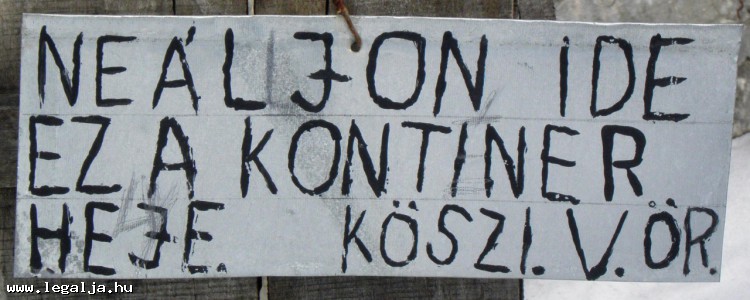 NEÁLJON IDE
EZ A KONTINER
HEJE. KÖSZI. V. ÖR.
www.legalja.hu